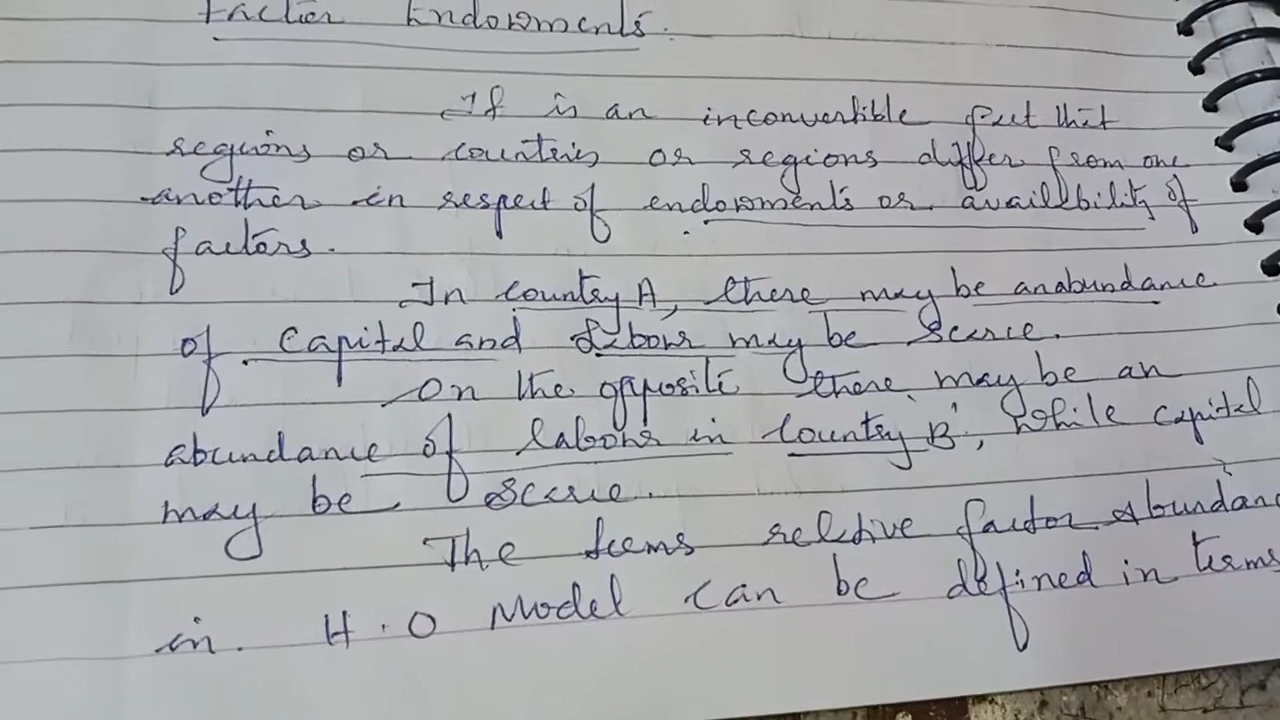 Factor Endowments.
It is an incontvertible fact that
regions or countries or regions differ from one
another in respect of endowments or availlbility of
factors.
In country A, there may be an abundance
of capital and labour may be scarce.
On the opposite there may be an
abundance of labour in country 'B', while capital
may be scarce.
The terms relative factor abundanc
in. H.O Model can be defined in terms